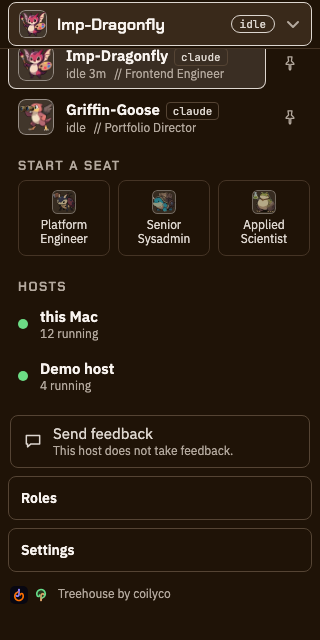 Imp-Dragonfly
idle
Imp-Dragonfly claude
idle 3m // Frontend Engineer
Griffin-Goose claude
idle // Portfolio Director
START A SEAT
Platform Engineer
Senior Sysadmin
Applied Scientist
HOSTS
this Mac
12 running
Demo host
4 running
Send feedback
This host does not take feedback.
Roles
Settings
Treehouse by coilyco